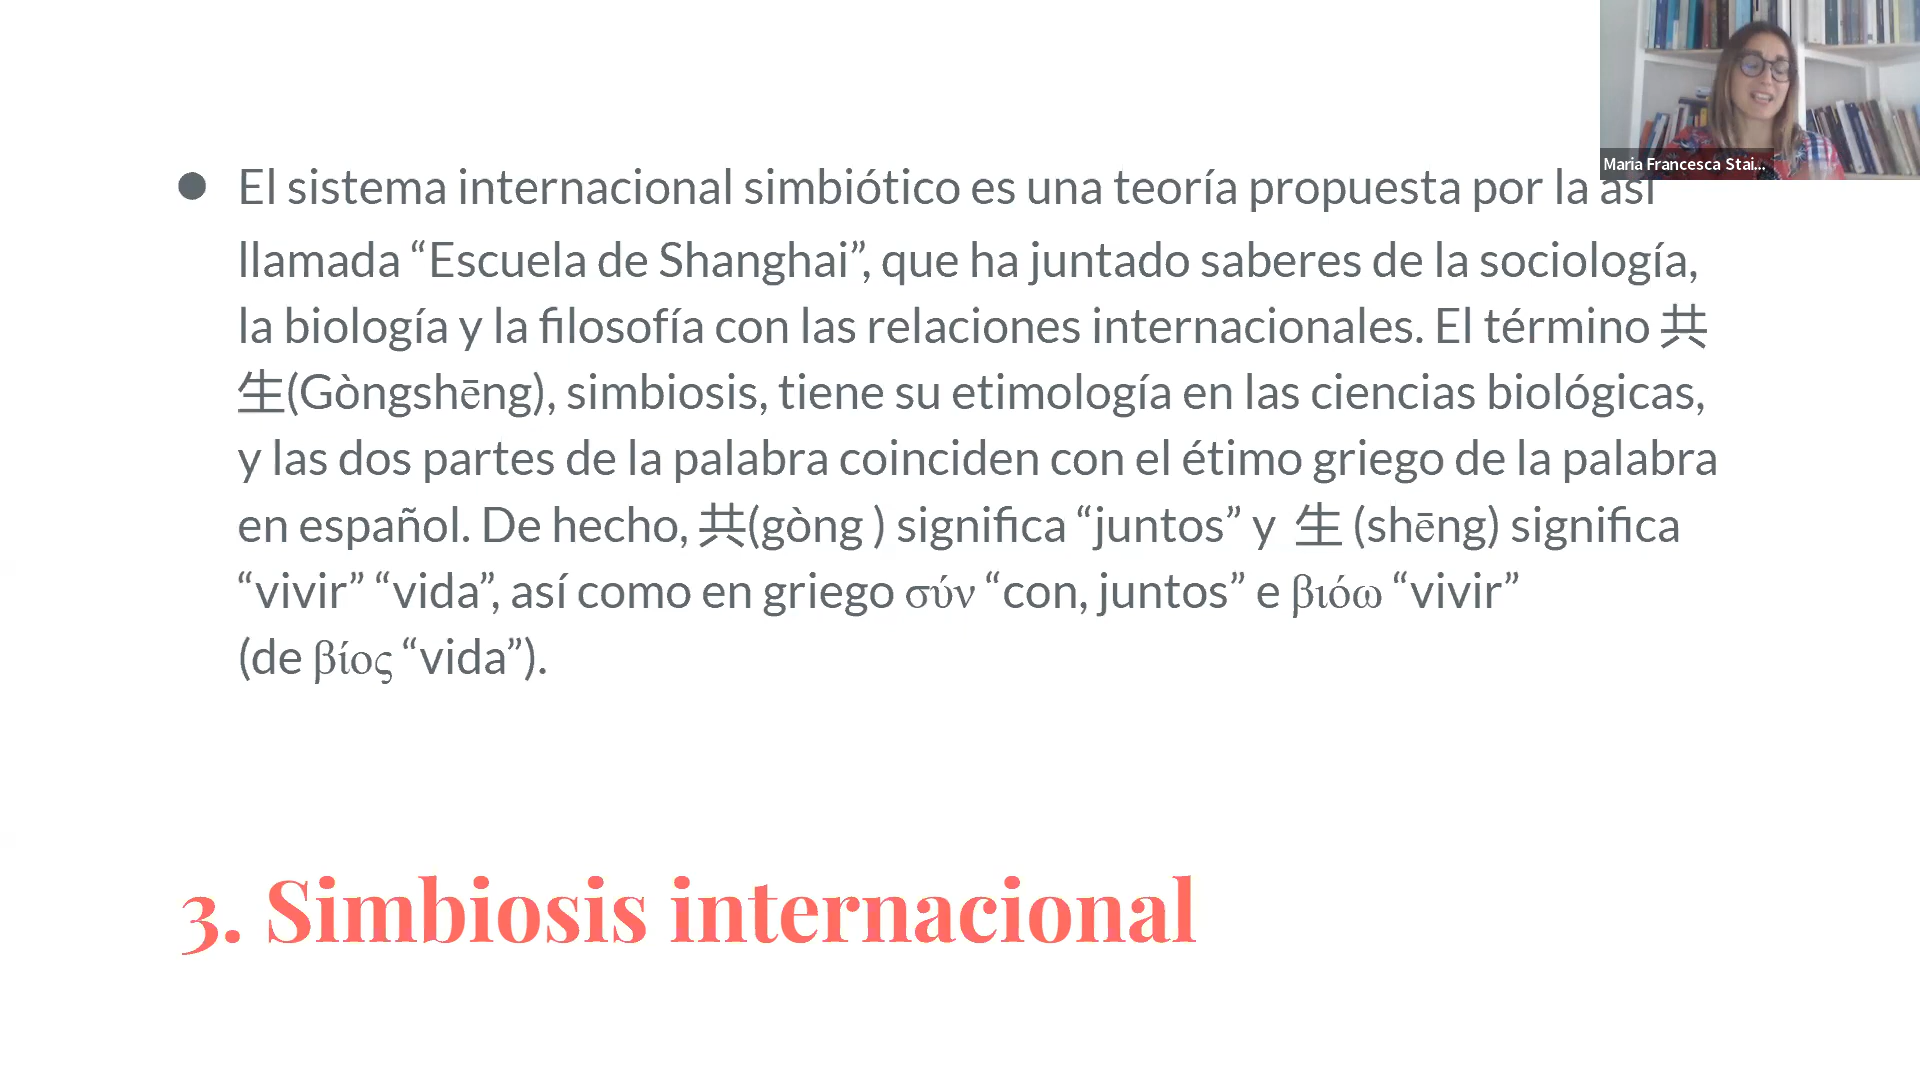 Maria Francesca Stai...
● El sistema internacional simbiótico es una teoría propuesta por la así
llamada “Escuela de Shanghai”, que ha juntado saberes de la sociología,
la biología y la filosofía con las relaciones internacionales. El término 共
生(Gòngshēng), simbiosis, tiene su etimología en las ciencias biológicas,
y las dos partes de la palabra coinciden con el étimo griego de la palabra
en español. De hecho, 共(gòng ) significa “juntos” y 生 (shēng) significa
“vivir” “vida”, así como en griego σύν “con, juntos” e βιόω “vivir”
(de βίος “vida”).
3. Simbiosis internacional